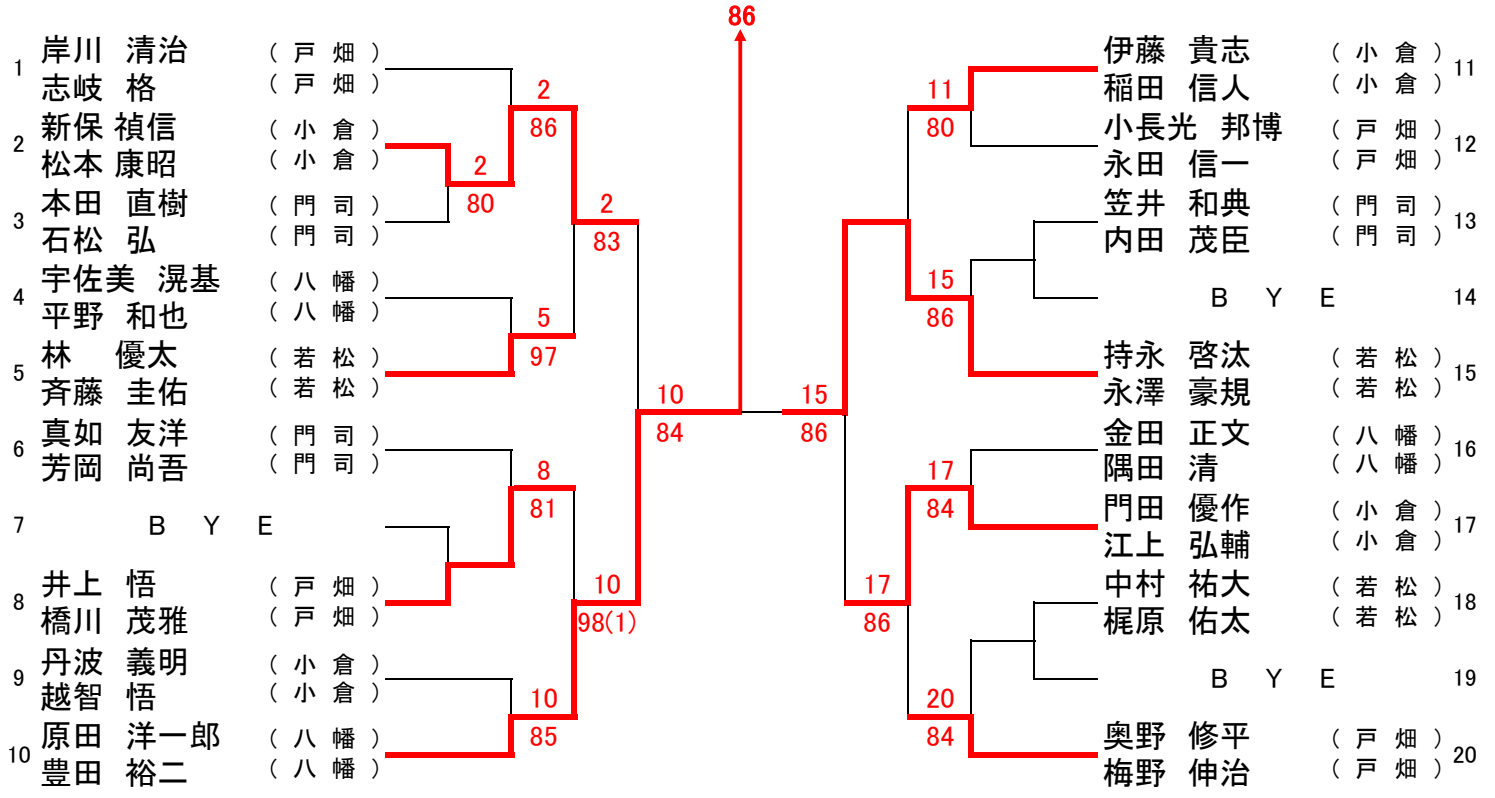 86
1 岸川 清治 ( 戸 畑 )
志岐 格 ( 戸 畑 )
2 新保 禎信 ( 小 倉 )
松本 康昭 ( 小 倉 )
3 本田 直樹 ( 門 司 )
石松 弘 ( 門 司 )
4 宇佐美 滉基 ( 八 幡 )
平野 和也 ( 八 幡 )
5 林 優太 ( 若 松 )
斉藤 圭佑 ( 若 松 )
6 真如 友洋 ( 門 司 )
芳岡 尚吾 ( 門 司 )
7 B Y E
8 井上 悟 ( 戸 畑 )
橋川 茂雅 ( 戸 畑 )
9 丹波 義明 ( 小 倉 )
越智 悟 ( 小 倉 )
10 原田 洋一郎 ( 八 幡 )
豊田 裕二 ( 八 幡 )
2
86
2
80
2
83
5
97
10
84
8
81
10
98(1)
10
85
11
80
15
86
15
86
17
84
17
86
20
84
伊藤 貴志 ( 小 倉 ) 11
稲田 信人 ( 小 倉 )
小長光 邦博 ( 戸 畑 ) 12
永田 信一 ( 戸 畑 )
笠井 和典 ( 門 司 ) 13
内田 茂臣 ( 門 司 )
B Y E 14
持永 啓汰 ( 若 松 ) 15
永澤 豪規 ( 若 松 )
金田 正文 ( 八 幡 ) 16
隅田 清 ( 八 幡 )
門田 優作 ( 小 倉 ) 17
江上 弘輔 ( 小 倉 )
中村 祐大 ( 若 松 ) 18
梶原 佑太 ( 若 松 )
B Y E 19
奥野 修平 ( 戸 畑 ) 20
梅野 伸治 ( 戸 畑 )